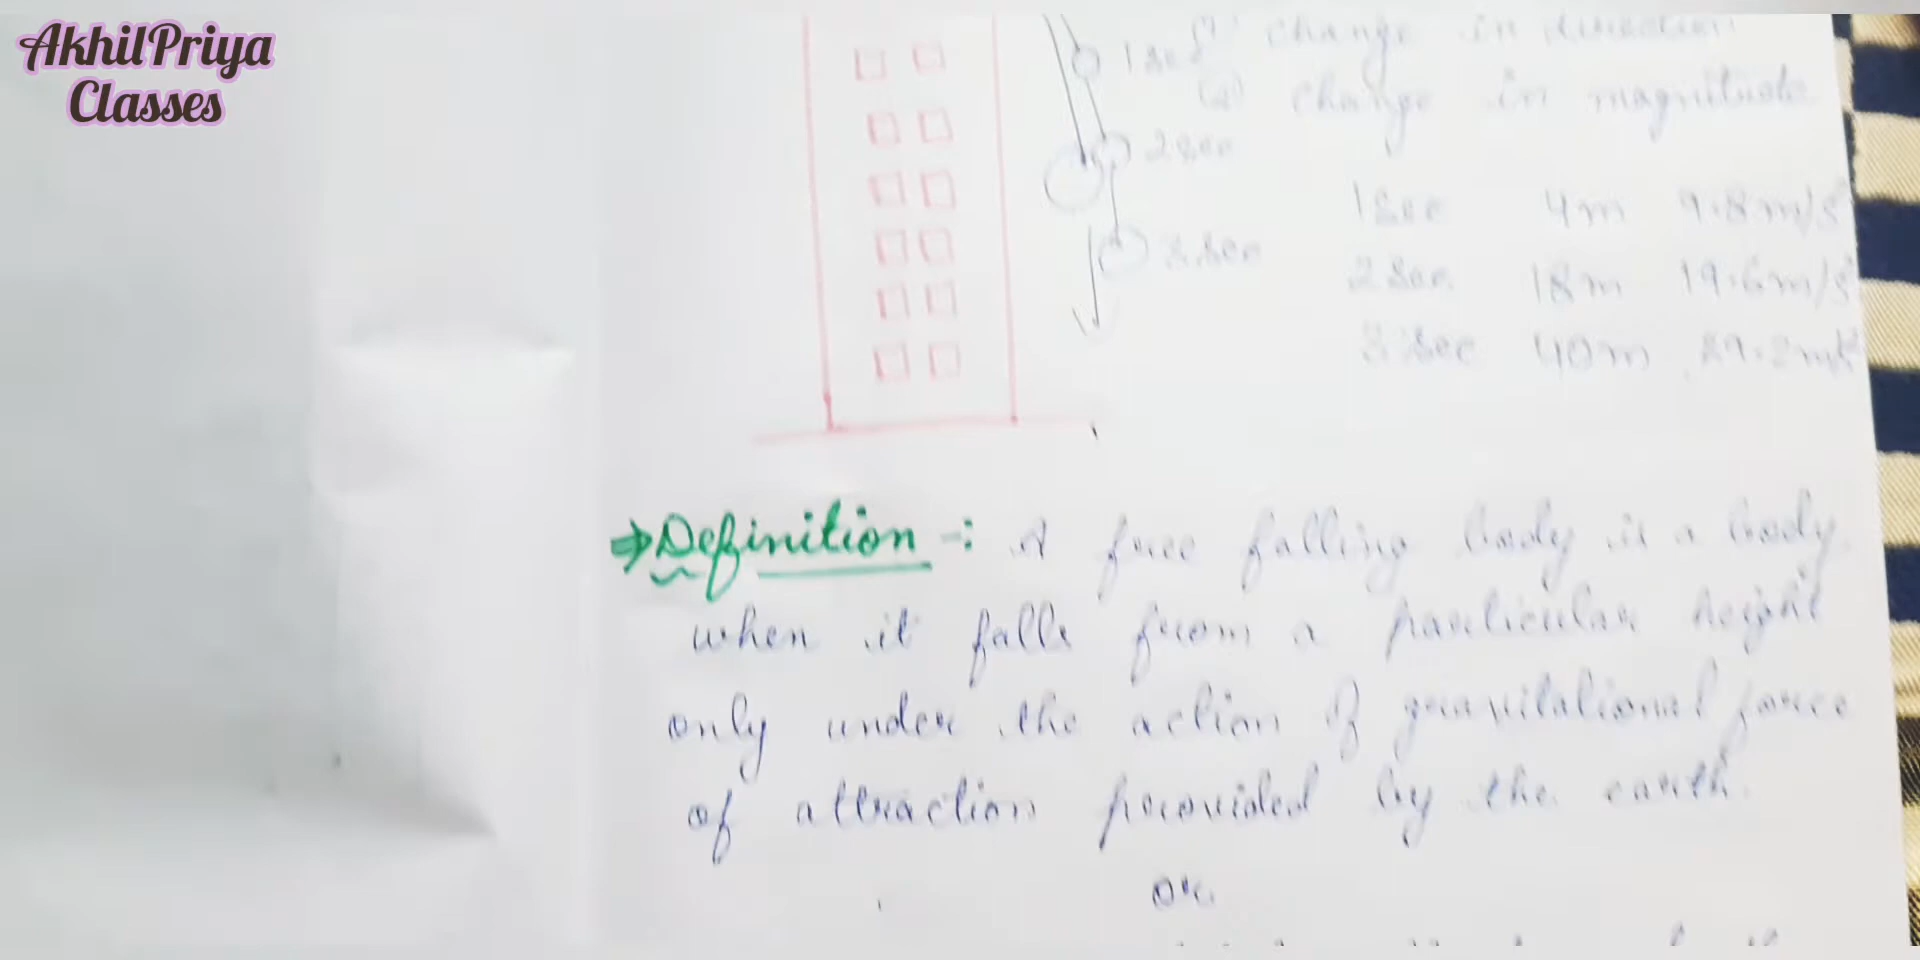 AkhilPriya
Classes
(1) change in direction
(2) change in magnitude
1 sec
2 sec
3 sec
1 sec 4m 9.8m/s
2 sec 18m 19.6m/s
3 sec 40m
⇒ Definition -: A free falling body is a body
when it falls from a particular height
only under the action of gravitational force
of attraction provided by the earth.
or